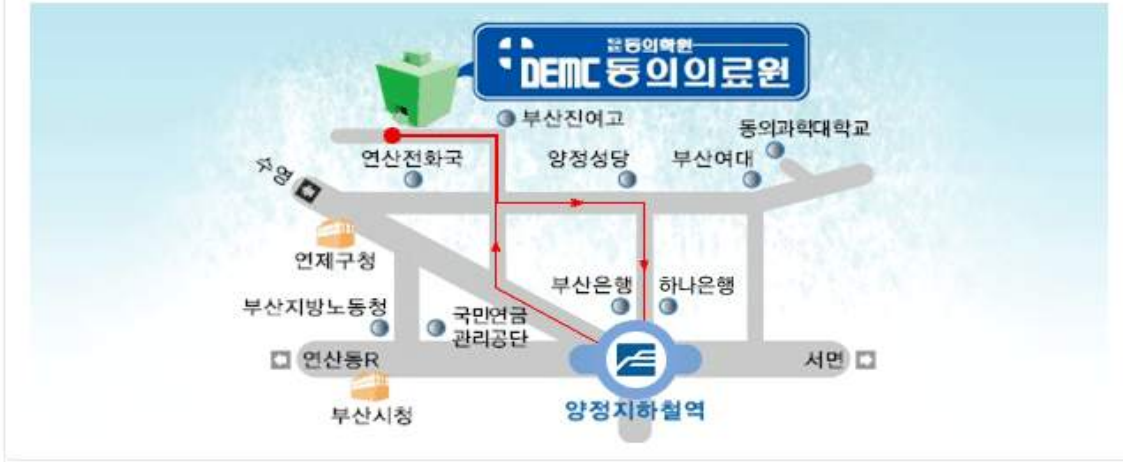 동의학원
DEMC 동의의료원
부산진여고
동의과학대학교
연산전화국
양정성당
부산여대
수영
연제구청
부산은행
하나은행
부산지방노동청
국민연금
관리공단
연산동R
서면
부산시청
양정지하철역